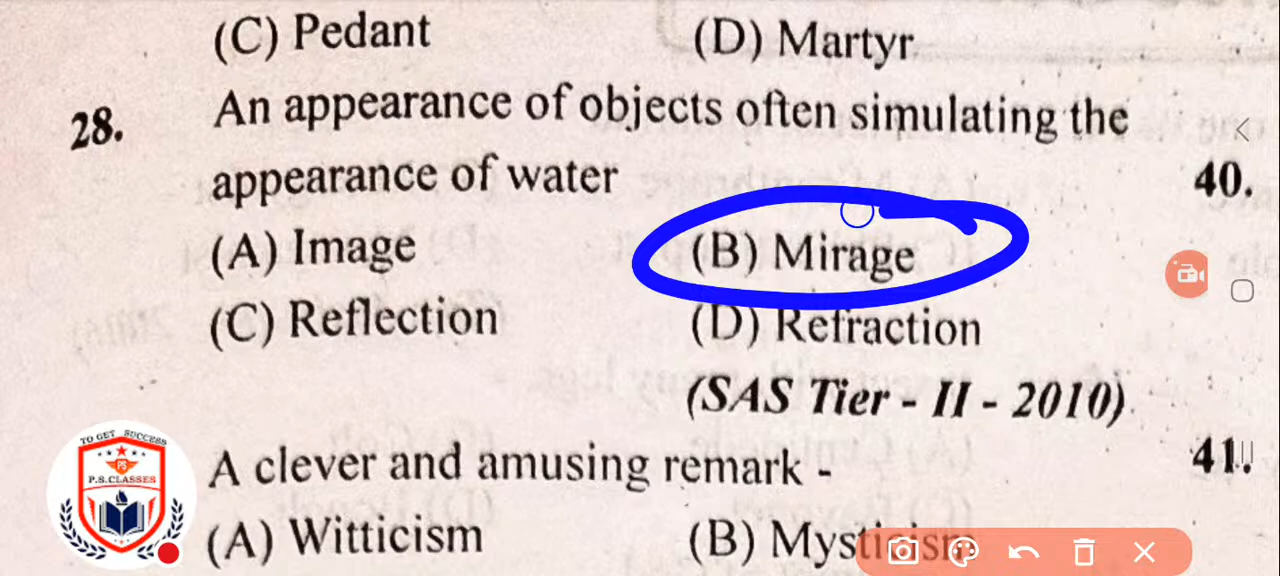 (C) Pedant (D) Martyr
28. An appearance of objects often simulating the
appearance of water
40.
(A) Image (B) Mirage
(C) Reflection (D) Refraction
(SAS Tier - II - 2010)
TO GET SUCCESS
PS
P.S.CLASSES
A clever and amusing remark -
41.
(A) Witticism (B) Mysticism